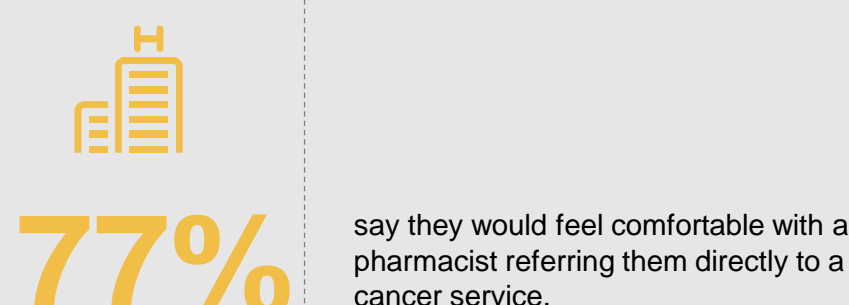 H
77%
say they would feel comfortable with a
pharmacist referring them directly to a
cancer service.